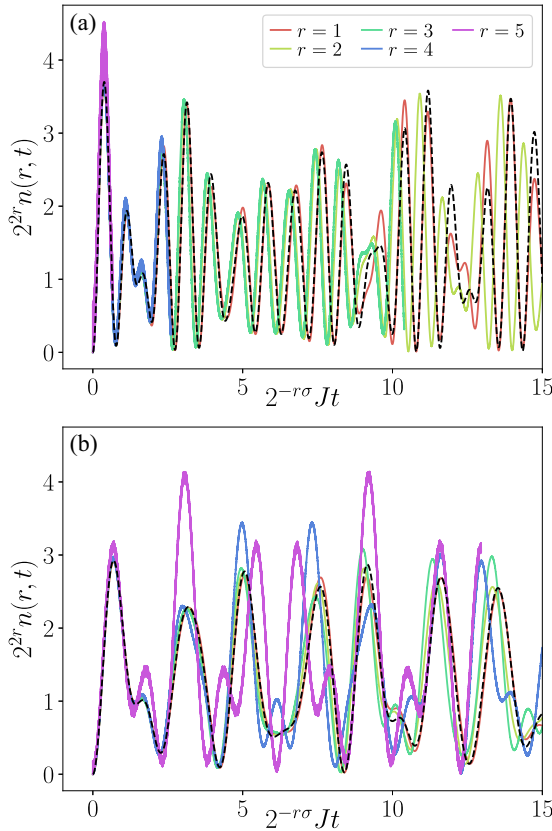 (a)
r = 1 r = 3 r = 5
r = 2 r = 4
2^{2r} n(r, t)
4
3
2
1
0
0 5 10 15
2^{-rσ} Jt
(b)
2^{2r} n(r, t)
4
3
2
1
0
0 5 10 15
2^{-rσ} Jt